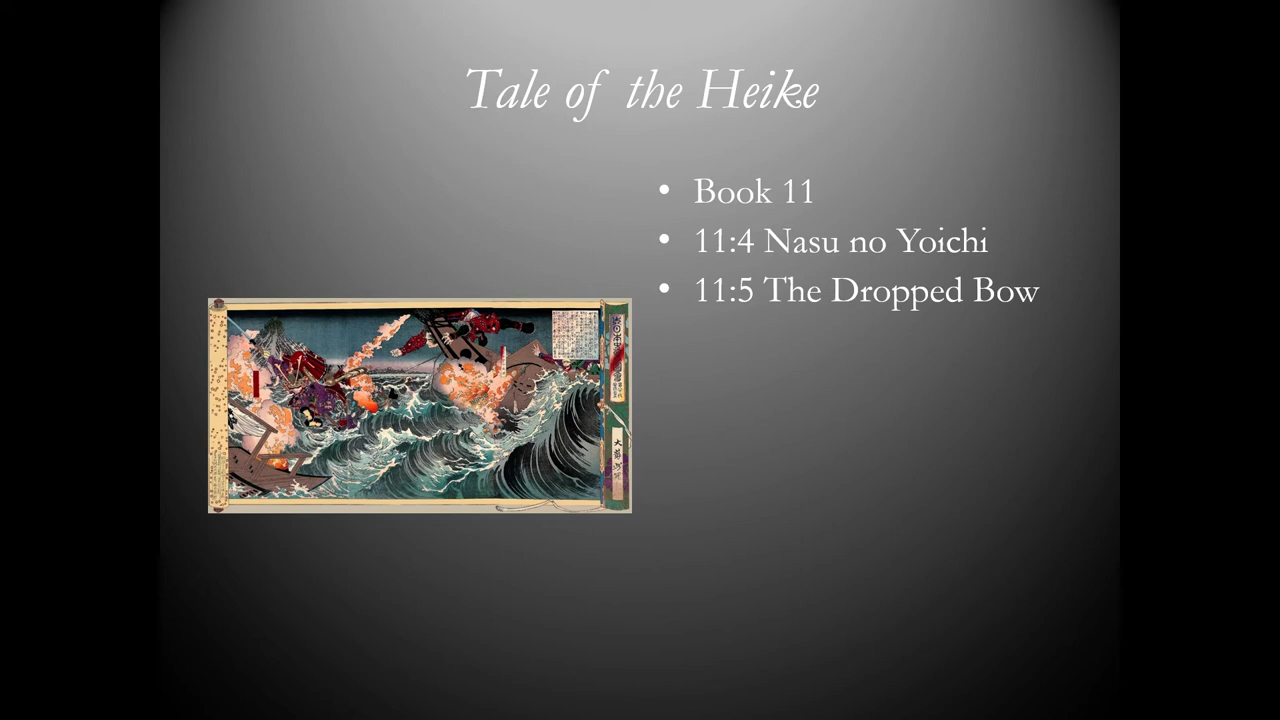 Tale of the Heike
• Book 11
• 11:4 Nasu no Yoichi
• 11:5 The Dropped Bow